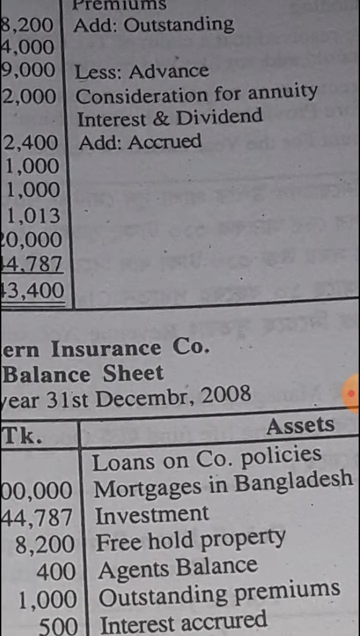 Premiums
8,200 Add: Outstanding
4,000
9,000 Less: Advance
2,000 Consideration for annuity
Interest & Dividend
2,400 Add: Accrued
1,000
1,000
1,013
20,000
14,787
13,400
ern Insurance Co.
Balance Sheet
year 31st Decembr, 2008
Tk. Assets
Loans on Co. policies
00,000 Mortgages in Bangladesh
44,787 Investment
8,200 Free hold property
400 Agents Balance
1,000 Outstanding premiums
500 Interest accrured